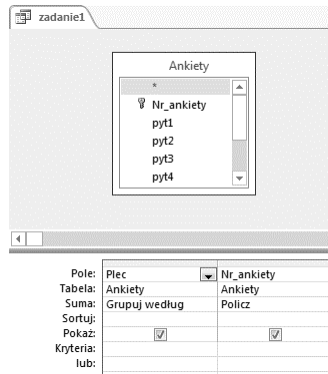 zadanie1
Ankiety
*
Nr_ankiety
pyt1
pyt2
pyt3
pyt4
Pole: Plec Nr_ankiety
Tabela: Ankiety Ankiety
Suma: Grupuj według Policz
Sortuj:
Pokaż:
Kryteria:
lub: